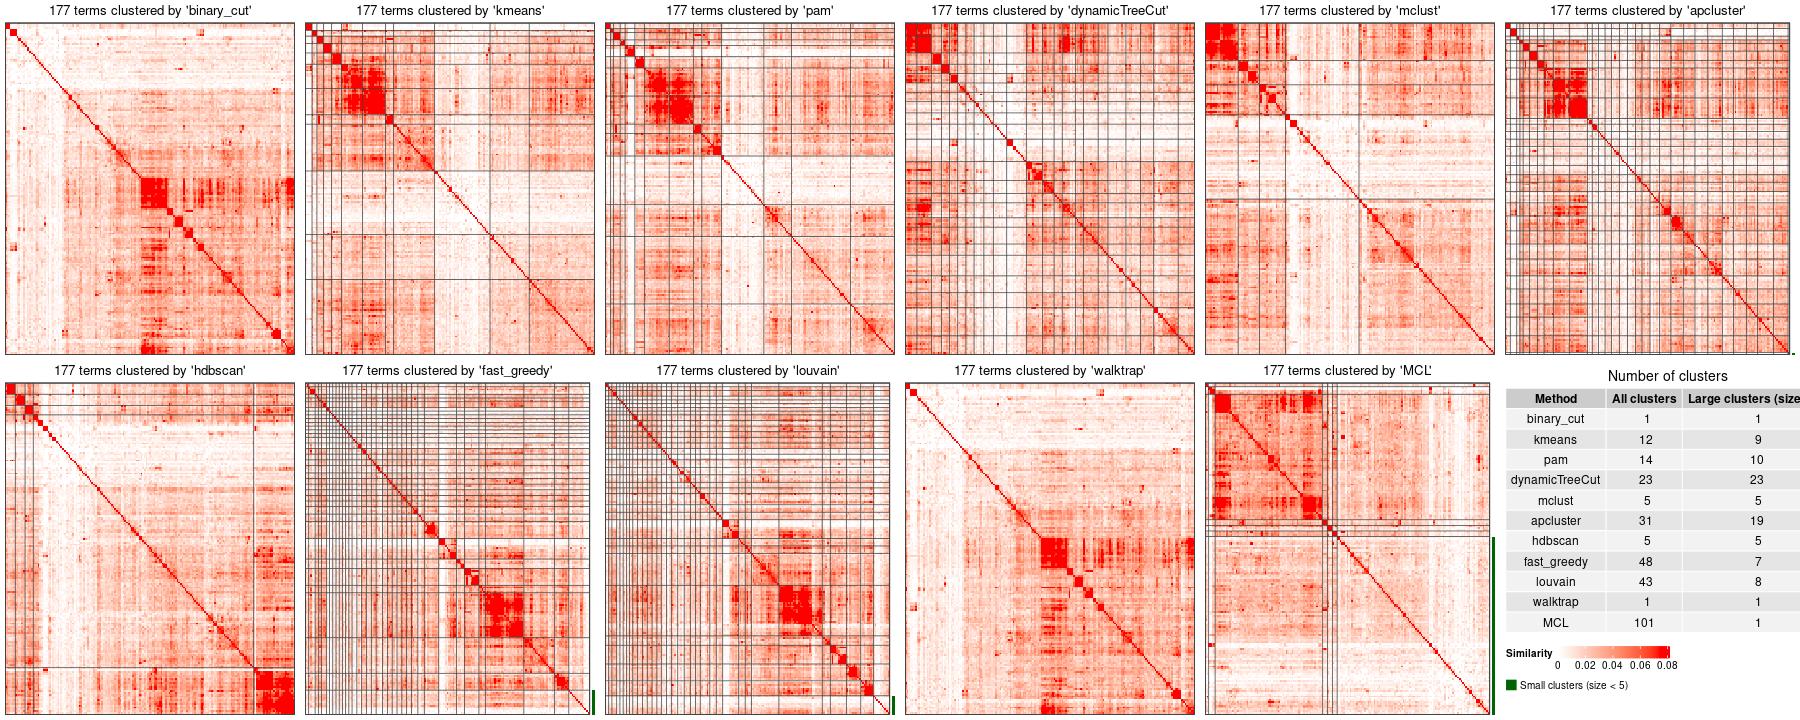 177 terms clustered by 'binary_cut'
177 terms clustered by 'kmeans'
177 terms clustered by 'pam'
177 terms clustered by 'dynamicTreeCut'
177 terms clustered by 'mclust'
177 terms clustered by 'apcluster'
177 terms clustered by 'hdbscan'
177 terms clustered by 'fast_greedy'
177 terms clustered by 'louvain'
177 terms clustered by 'walktrap'
177 terms clustered by 'MCL'
Number of clusters
Method All clusters Large clusters (size
binary_cut 1 1
kmeans 12 9
pam 14 10
dynamicTreeCut 23 23
mclust 5 5
apcluster 31 19
hdbscan 5 5
fast_greedy 48 7
louvain 43 8
walktrap 1 1
MCL 101 1
Similarity
0 0.02 0.04 0.06 0.08
Small clusters (size < 5)